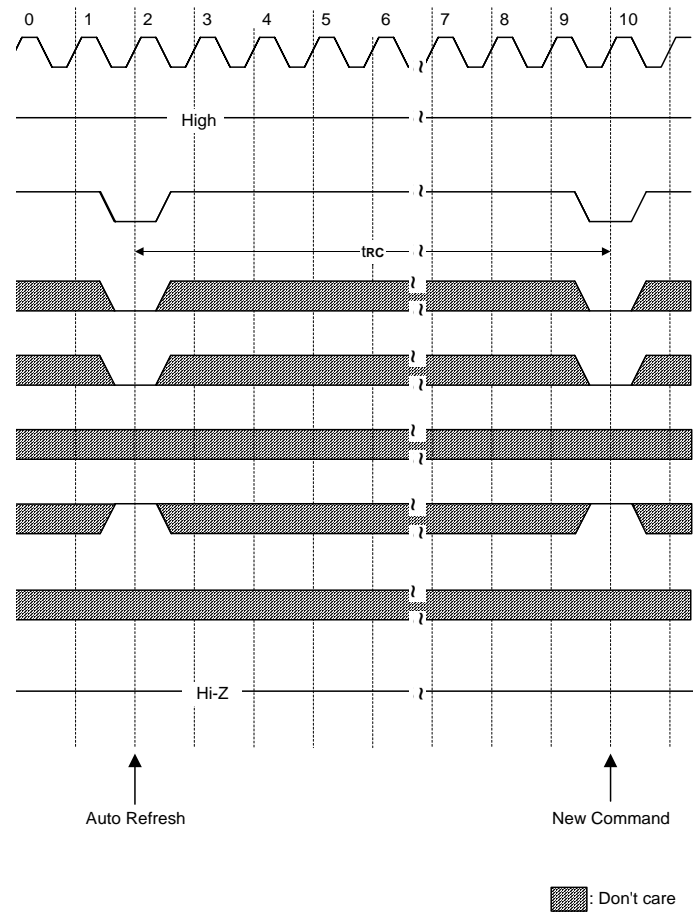 0 1 2 3 4 5 6 7 8 9 10
High
tRC
Hi-Z
Auto Refresh New Command
: Don't care